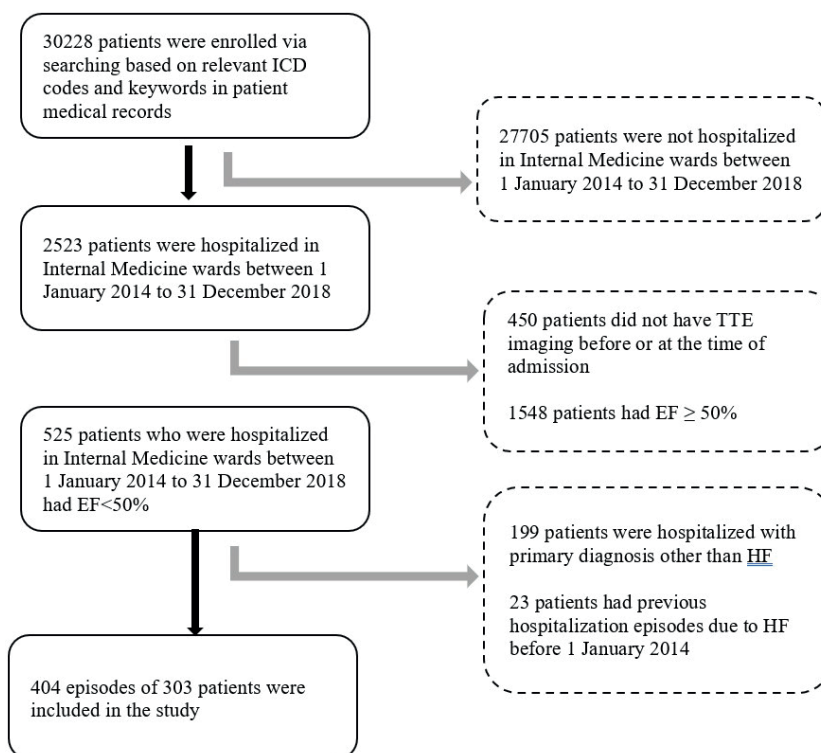 30228 patients were enrolled via
searching based on relevant ICD
codes and keywords in patient
medical records
27705 patients were not hospitalized
in Internal Medicine wards between
1 January 2014 to 31 December 2018
2523 patients were hospitalized in
Internal Medicine wards between 1
January 2014 to 31 December 2018
450 patients did not have TTE
imaging before or at the time of
admission
1548 patients had EF ≥ 50%
525 patients who were hospitalized
in Internal Medicine wards between
1 January 2014 to 31 December 2018
had EF<50%
199 patients were hospitalized with
primary diagnosis other than HF
23 patients had previous
hospitalization episodes due to HF
before 1 January 2014
404 episodes of 303 patients were
included in the study